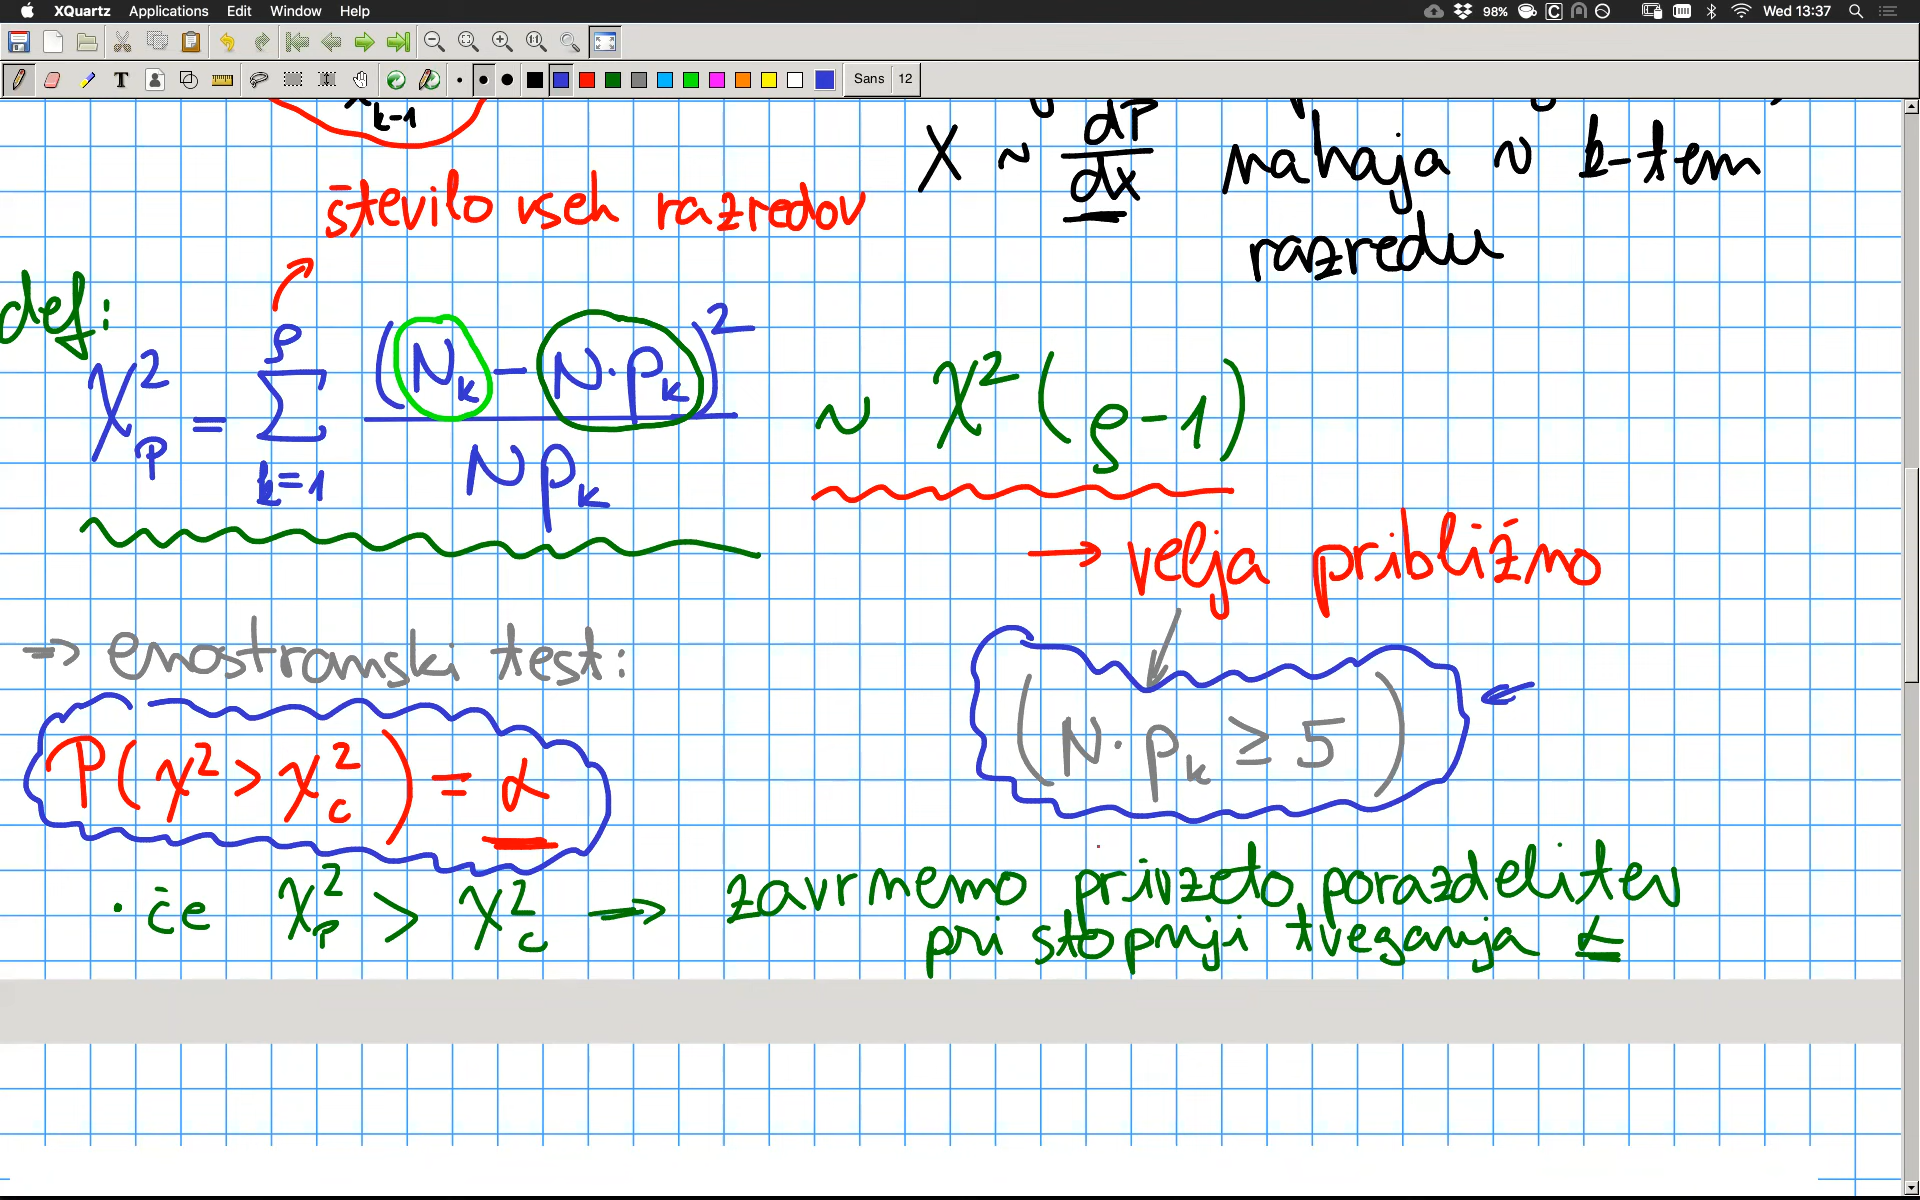 XQuartz Applications Edit Window Help
98% Wed 13:37
Sans 12
k-1
X ~ dP/dx nahaja v k-tem
razredu
število vseh razredov
def:
χ²_p = Σ_{k=1}^{ρ} (N_k - N·p_k)² / N p_k ~ χ²(ρ-1)
→ velja približno
⇒ enostranski test:
(N·p_k ≥ 5)
P(χ² > χ²_c) = α
· če χ²_p > χ²_c → zavrnemo privzeto porazdelitev
pri stopnji tveganja α